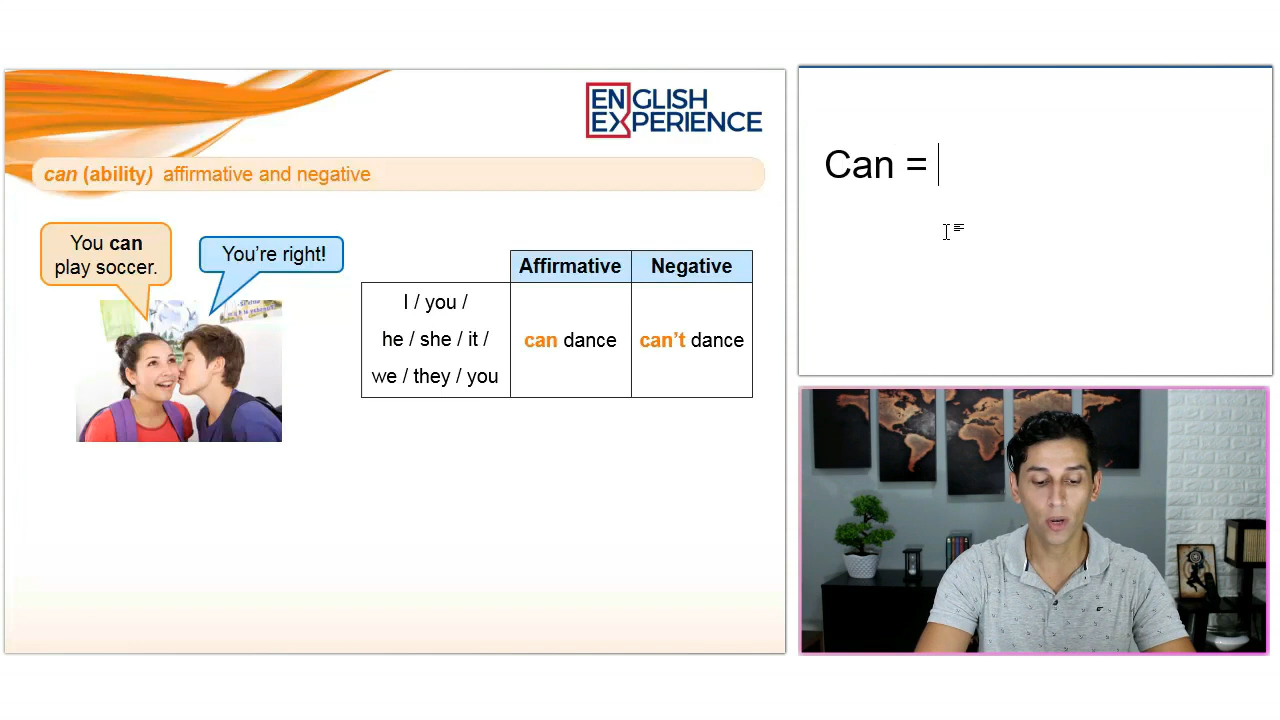 ENGLISH
EXPERIENCE
can (ability) affirmative and negative
You can
play soccer.
You're right!
Affirmative
Negative
I / you /
he / she / it /
we / they / you
can dance
can't dance
Can =